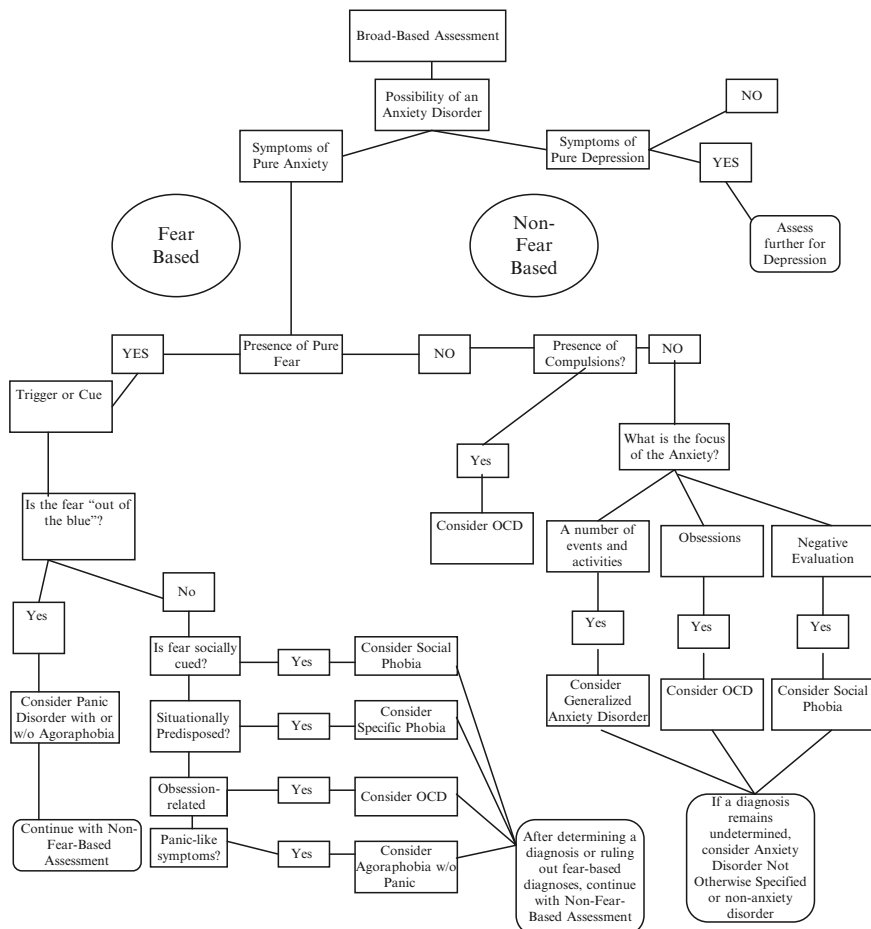 Broad-Based Assessment
Possibility of an
Anxiety Disorder
NO
Symptoms of
Pure Anxiety
Symptoms of
Pure Depression
YES
Fear
Based
Non-
Fear
Based
Assess
further for
Depression
YES
Presence of Pure
Fear
NO
Presence of
Compulsions?
NO
Trigger or Cue
What is the focus
of the Anxiety?
Yes
Is the fear “out of
the blue”?
Consider OCD
A number of
events and
activities
Obsessions
Negative
Evaluation
No
Yes
Yes
Yes
Yes
Is fear socially
cued?
Yes
Consider Social
Phobia
Consider
Generalized
Anxiety Disorder
Consider OCD
Consider Social
Phobia
Consider Panic
Disorder with or
w/o Agoraphobia
Situationally
Predisposed?
Yes
Consider
Specific Phobia
Obsession-
related
Yes
Consider OCD
Continue with Non-
Fear-Based
Assessment
Panic-like
symptoms?
Yes
Consider
Agoraphobia w/o
Panic
After determining a
diagnosis or ruling
out fear-based
diagnoses, continue
with Non-Fear-
Based Assessment
If a diagnosis
remains
undetermined,
consider Anxiety
Disorder Not
Otherwise Specified
or non-anxiety
disorder